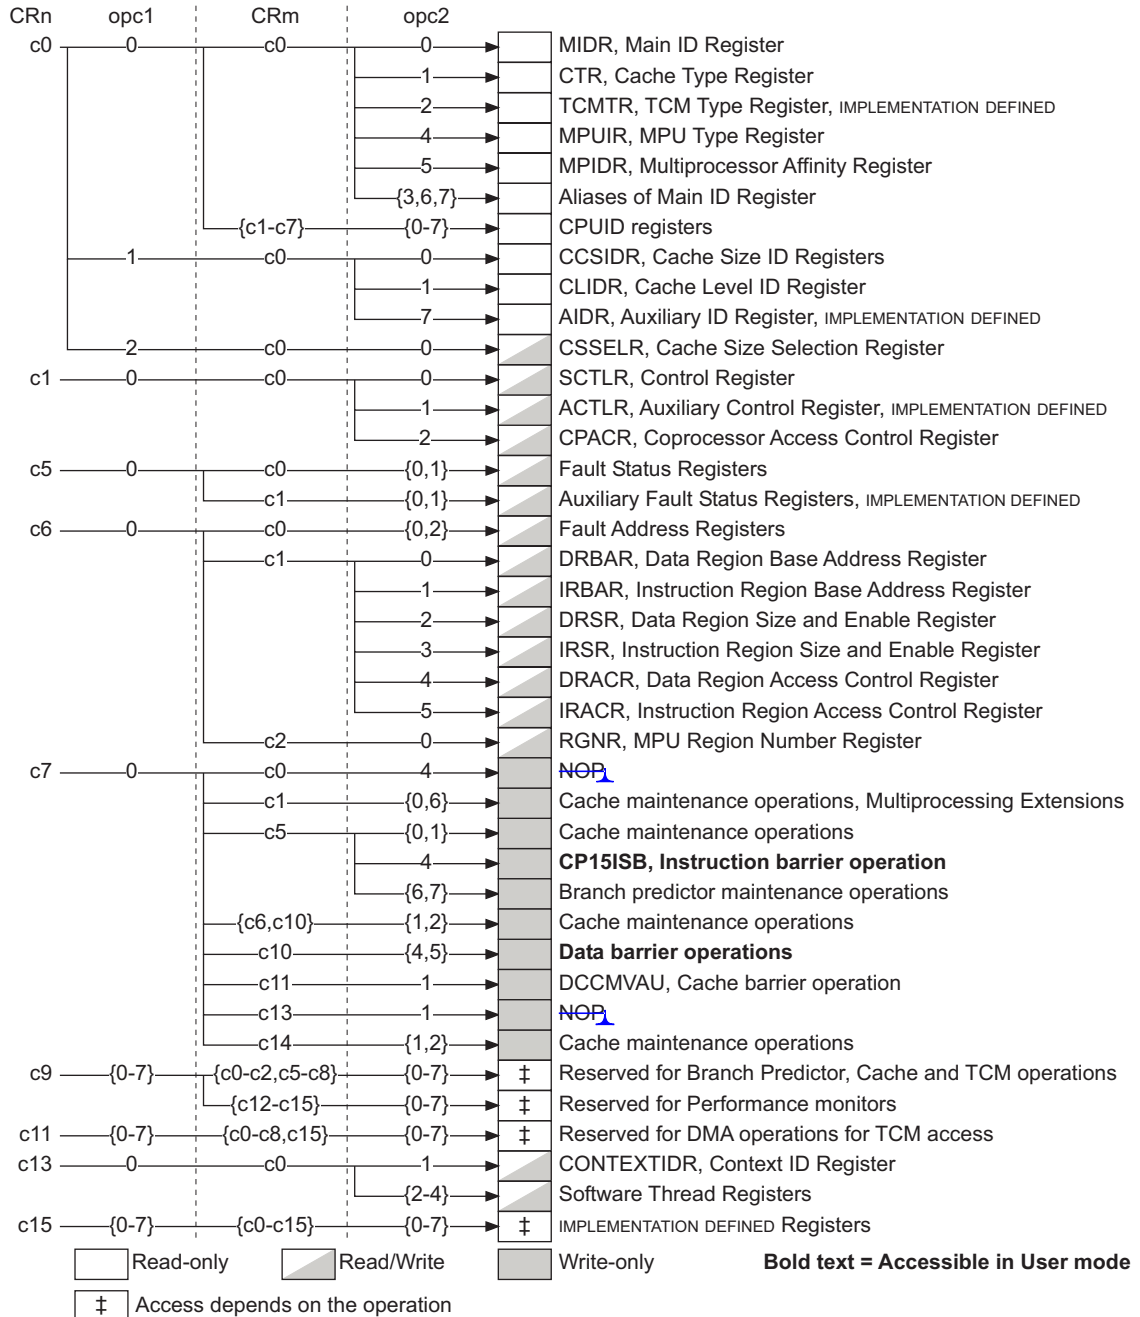 CRn opc1 CRm opc2
c0 0 c0 0 MIDR, Main ID Register
1 CTR, Cache Type Register
2 TCMTR, TCM Type Register, IMPLEMENTATION DEFINED
4 MPUIR, MPU Type Register
5 MPIDR, Multiprocessor Affinity Register
{3,6,7} Aliases of Main ID Register
{c1-c7} {0-7} CPUID registers
1 c0 0 CCSIDR, Cache Size ID Registers
1 CLIDR, Cache Level ID Register
7 AIDR, Auxiliary ID Register, IMPLEMENTATION DEFINED
2 c0 0 CSSELR, Cache Size Selection Register
c1 0 c0 0 SCTLR, Control Register
1 ACTLR, Auxiliary Control Register, IMPLEMENTATION DEFINED
2 CPACR, Coprocessor Access Control Register
c5 0 c0 {0,1} Fault Status Registers
c1 {0,1} Auxiliary Fault Status Registers, IMPLEMENTATION DEFINED
c6 0 c0 {0,2} Fault Address Registers
c1 0 DRBAR, Data Region Base Address Register
1 IRBAR, Instruction Region Base Address Register
2 DRSR, Data Region Size and Enable Register
3 IRSR, Instruction Region Size and Enable Register
4 DRACR, Data Region Access Control Register
5 IRACR, Instruction Region Access Control Register
c2 0 RGNR, MPU Region Number Register
c7 0 c0 4 NOP
c1 {0,6} Cache maintenance operations, Multiprocessing Extensions
c5 {0,1} Cache maintenance operations
4 CP15ISB, Instruction barrier operation
{6,7} Branch predictor maintenance operations
{c6,c10} {1,2} Cache maintenance operations
c10 {4,5} Data barrier operations
c11 1 DCCMVAU, Cache barrier operation
c13 1 NOP
c14 {1,2} Cache maintenance operations
c9 {0-7} {c0-c2,c5-c8} {0-7} ‡ Reserved for Branch Predictor, Cache and TCM operations
{c12-c15} {0-7} ‡ Reserved for Performance monitors
c11 {0-7} {c0-c8,c15} {0-7} ‡ Reserved for DMA operations for TCM access
c13 0 c0 1 CONTEXTIDR, Context ID Register
{2-4} Software Thread Registers
c15 {0-7} {c0-c15} {0-7} ‡ IMPLEMENTATION DEFINED Registers
Read-only Read/Write Write-only Bold text = Accessible in User mode
‡ Access depends on the operation